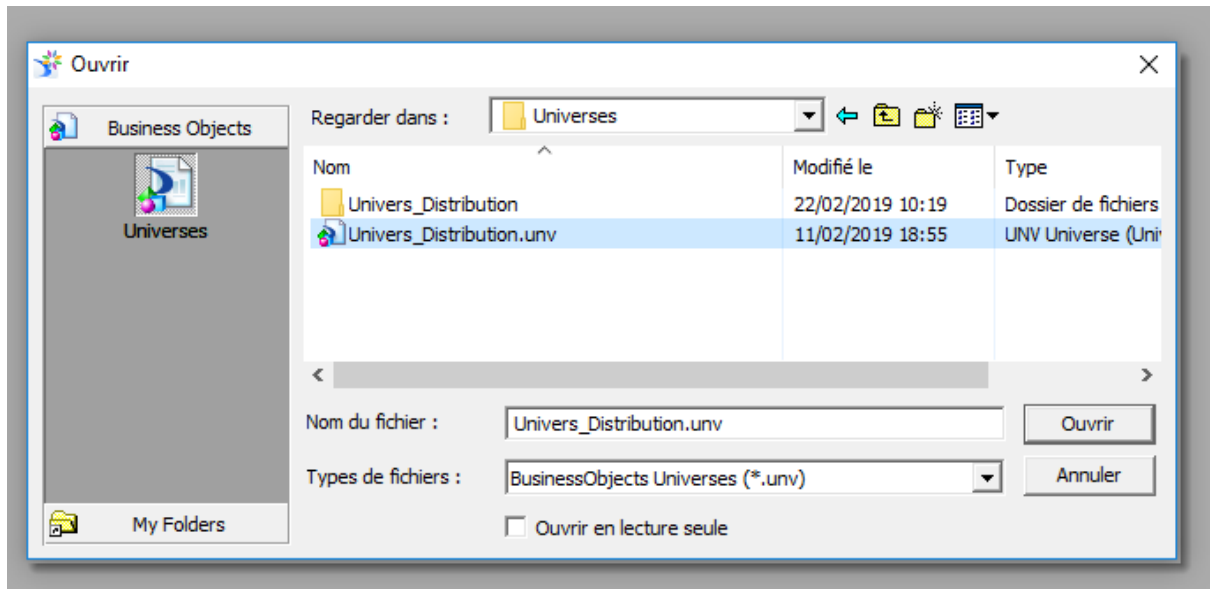 Ouvrir
Business Objects
Universes
My Folders
Regarder dans : Universes
Nom Modifié le Type
Univers_Distribution 22/02/2019 10:19 Dossier de fichiers
Univers_Distribution.unv 11/02/2019 18:55 UNV Universe (Uni
Nom du fichier : Univers_Distribution.unv Ouvrir
Types de fichiers : BusinessObjects Universes (*.unv) Annuler
Ouvrir en lecture seule